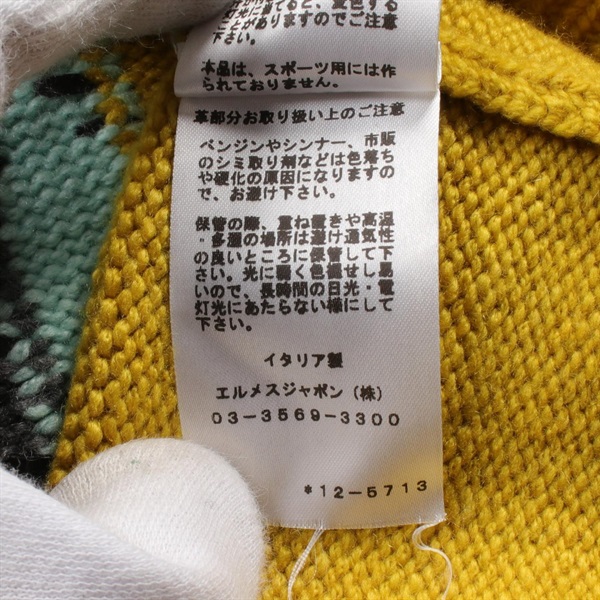 がありますのでご注意
下さい。
本品は、スポーツ用には作
られておりません。
革部分お取り扱い上のご注意
ベンジンやシンナー、市販
のシミ取り剤などは色落ち
や硬化の原因になりますの
で、お避け下さい。
保管の際、重ね置きや高温
・多湿の場所は避け通気性
の良いところに保管して下
さい。光に弱く色褪せし易
いので、長時間の日光・電
灯光にあたらない様にして
下さい。
イタリア製
エルメスジャポン（株）
03-3569-3300
*12-5713